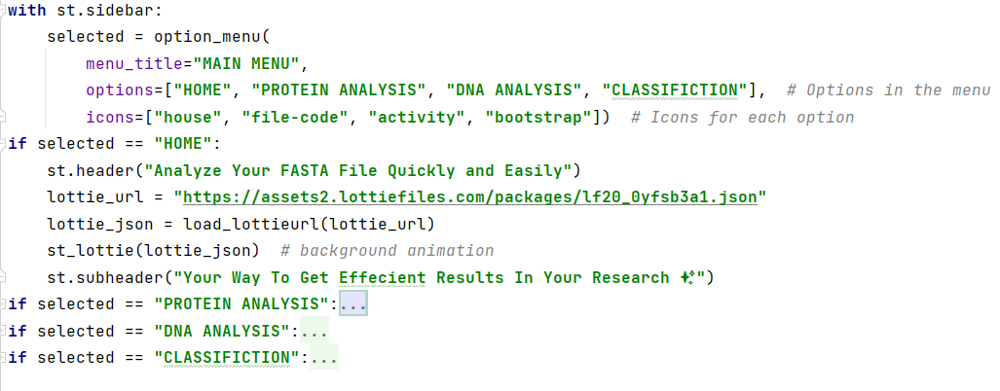 with st.sidebar:
    selected = option_menu(
        menu_title="MAIN MENU",
        options=["HOME", "PROTEIN ANALYSIS", "DNA ANALYSIS", "CLASSIFICTION"],  # Options in the menu
        icons=["house", "file-code", "activity", "bootstrap"])  # Icons for each option
if selected == "HOME":
    st.header("Analyze Your FASTA File Quickly and Easily")
    lottie_url = "https://assets2.lottiefiles.com/packages/lf20_0yfsb3a1.json"
    lottie_json = load_lottieurl(lottie_url)
    st_lottie(lottie_json)  # background animation
    st.subheader("Your Way To Get Effecient Results In Your Research ✨")
if selected == "PROTEIN ANALYSIS":...
if selected == "DNA ANALYSIS":...
if selected == "CLASSIFICTION":...